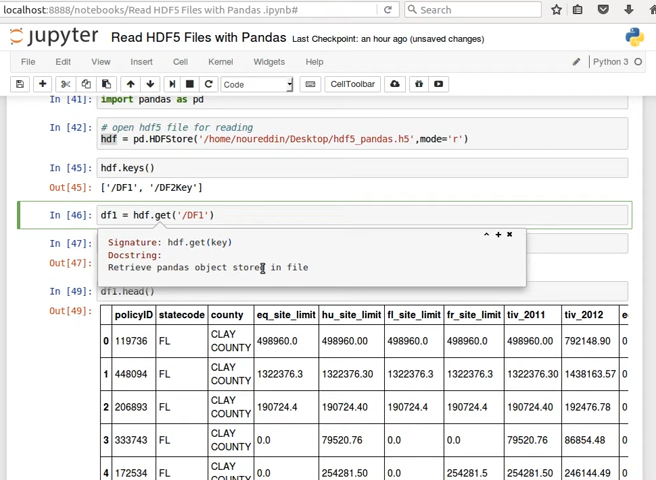 localhost:8888/notebooks/Read HDF5 Files with Pandas .ipynb#
Search
jupyter Read HDF5 Files with Pandas Last Checkpoint: an hour ago (unsaved changes)
File Edit View Insert Cell Kernel Widgets Help Python 3
Code CellToolbar
In [41] import pandas as pd
In [42]: # open hdf5 file for reading
hdf = pd.HDFStore('/home/noureddin/Desktop/hdf5_pandas.h5',mode='r')
In [45]: hdf.keys()
Out[45]: ['/DF1', '/DF2Key']
In [46]: df1 = hdf.get('/DF1')
In [47]:
Signature: hdf.get(key)
Docstring:
Out[47]:
Retrieve pandas object stored in file
In [49]: df1.head()
Out[49]: policyID statecode county eq_site_limit hu_site_limit fl_site_limit fr_site_limit tiv_2011 tiv_2012
0 119736 FL CLAY COUNTY 498960.0 498960.00 498960.0 498960.0 498960.00 792148.90 0
1 448094 FL CLAY COUNTY 1322376.3 1322376.30 1322376.3 1322376.3 1322376.30 1438163.57 0
2 206893 FL CLAY COUNTY 190724.4 190724.40 190724.4 190724.4 190724.40 192476.78 0
3 333743 FL CLAY COUNTY 0.0 79520.76 0.0 0.0 79520.76 86854.48 0
4 172534 FL CLAY COUNTY 0.0 254281.50 0.0 254281.5 254281.50 246144.49 0